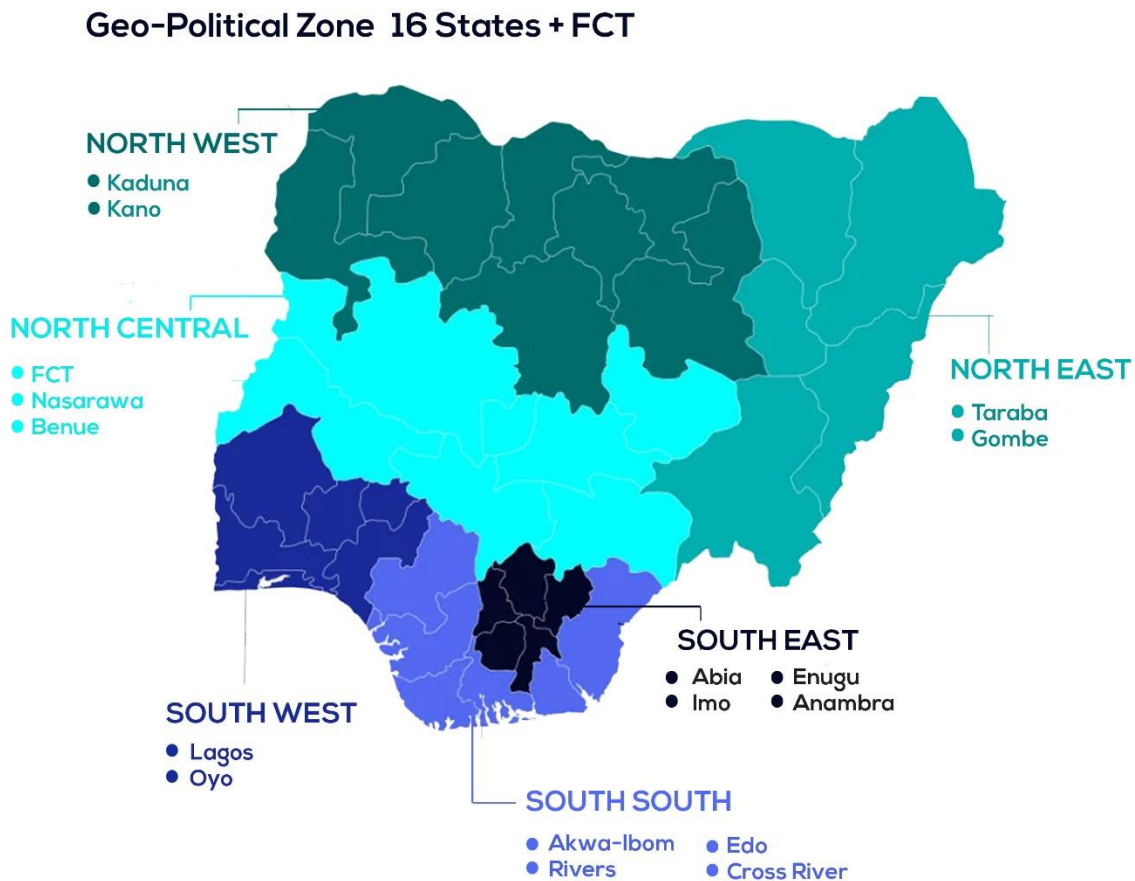 Geo-Political Zone 16 States + FCT
NORTH WEST
• Kaduna
• Kano
NORTH CENTRAL
• FCT
• Nasarawa
• Benue
NORTH EAST
• Taraba
• Gombe
SOUTH EAST
• Abia • Enugu
• Imo • Anambra
SOUTH WEST
• Lagos
• Oyo
SOUTH SOUTH
• Akwa-Ibom • Edo
• Rivers • Cross River